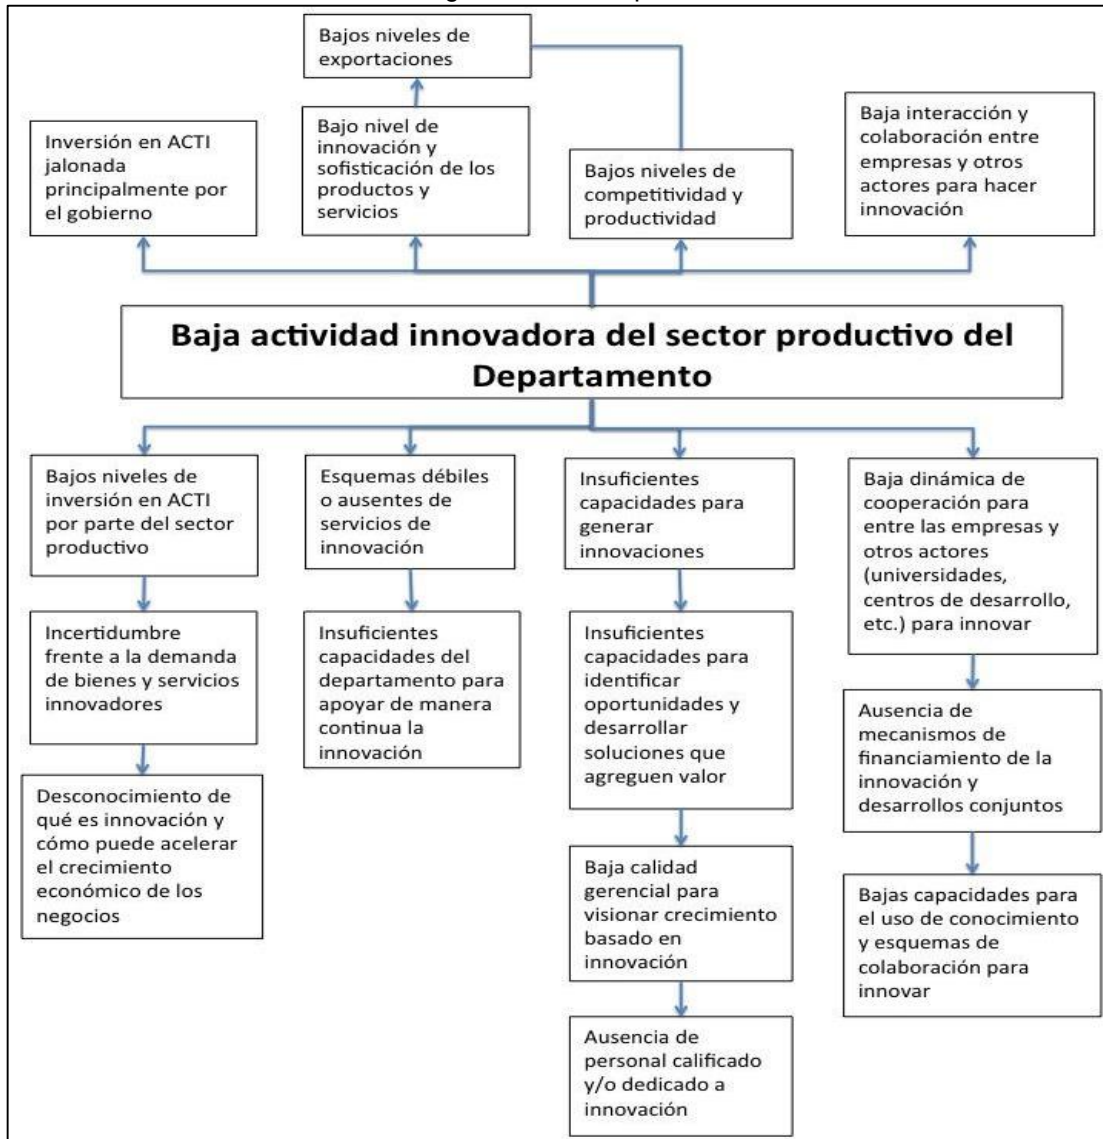 Bajos niveles de
exportaciones
Inversión en ACTI
jalonada
principalmente por
el gobierno
Bajo nivel de
innovación y
sofisticación de los
productos y
servicios
Bajos niveles de
competitividad y
productividad
Baja interacción y
colaboración entre
empresas y otros
actores para hacer
innovación
Baja actividad innovadora del sector productivo del
Departamento
Bajos niveles de
inversión en ACTI
por parte del sector
productivo
Incertidumbre
frente a la demanda
de bienes y servicios
innovadores
Desconocimiento de
qué es innovación y
cómo puede acelerar
el crecimiento
económico de los
negocios
Esquemas débiles
o ausentes de
servicios de
innovación
Insuficientes
capacidades del
departamento para
apoyar de manera
continua la
innovación
Insuficientes
capacidades para
generar
innovaciones
Insuficientes
capacidades para
identificar
oportunidades y
desarrollar
soluciones que
agreguen valor
Baja calidad
gerencial para
visionar crecimiento
basado en
innovación
Ausencia de
personal calificado
y/o dedicado a
innovación
Baja dinámica de
cooperación para
entre las empresas y
otros actores
(universidades,
centros de desarrollo,
etc.) para innovar
Ausencia de
mecanismos de
financiamiento de la
innovación y
desarrollos conjuntos
Bajas capacidades para
el uso de conocimiento
y esquemas de
colaboración para
innovar